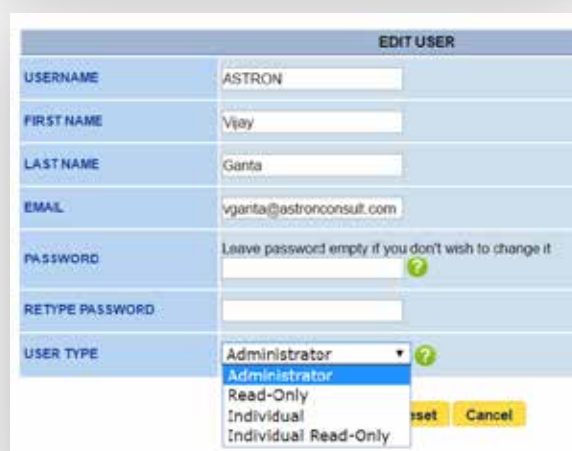 EDIT USER
USERNAME ASTRON
FIRST NAME Vijay
LAST NAME Ganta
EMAIL vganta@astronconsult.com
Leave password empty if you don't wish to change it
PASSWORD ?
RETYPE PASSWORD
USER TYPE Administrator ?
Administrator
Read-Only
Individual
Individual Read-Only
eset Cancel